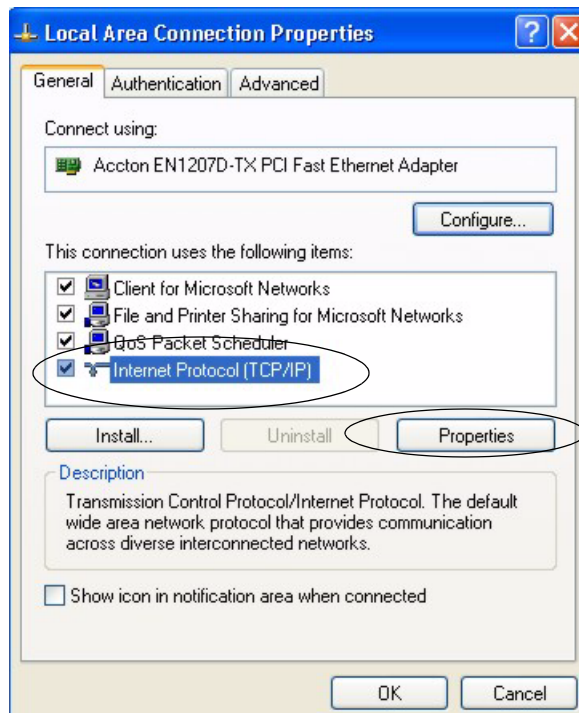 Local Area Connection Properties
General Authentication Advanced
Connect using:
Accton EN1207D-TX PCI Fast Ethernet Adapter
Configure...
This connection uses the following items:
Client for Microsoft Networks
File and Printer Sharing for Microsoft Networks
QoS Packet Scheduler
Internet Protocol (TCP/IP)
Install... Uninstall Properties
Description
Transmission Control Protocol/Internet Protocol. The default
wide area network protocol that provides communication
across diverse interconnected networks.
Show icon in notification area when connected
OK Cancel